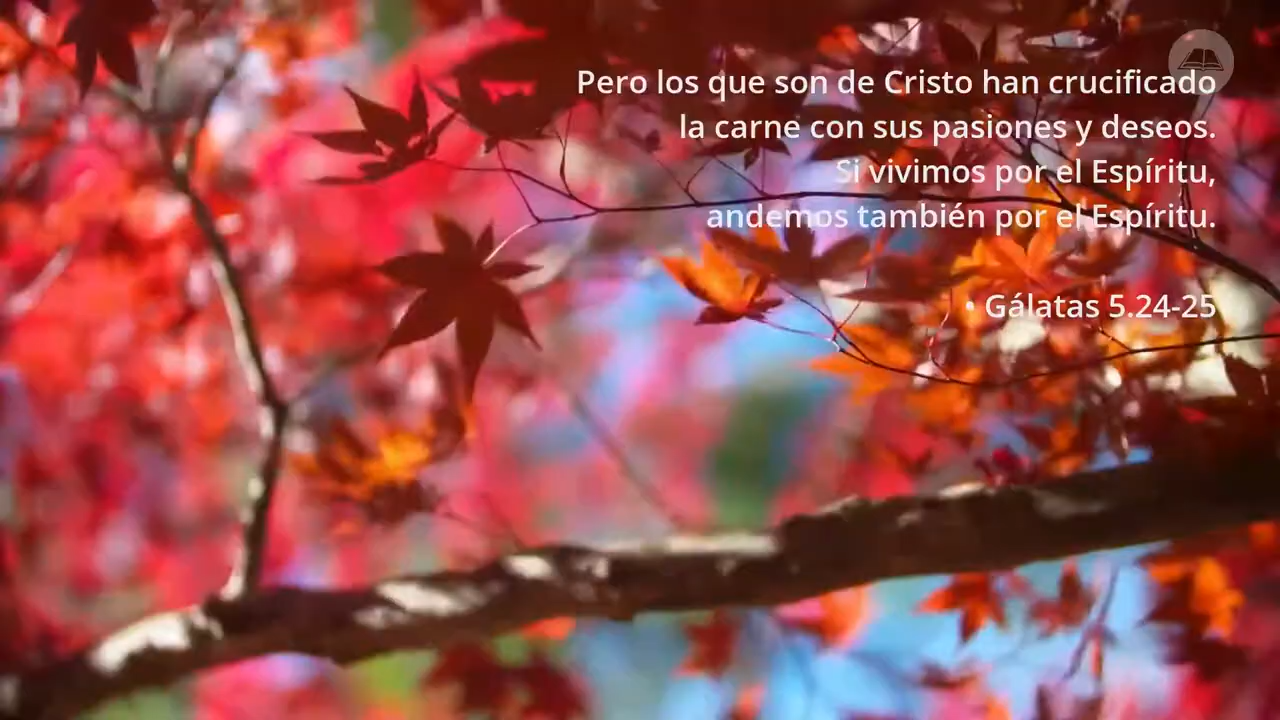 Pero los que son de Cristo han crucificado
la carne con sus pasiones y deseos.
Si vivimos por el Espíritu,
andemos también por el Espíritu.
• Gálatas 5.24-25